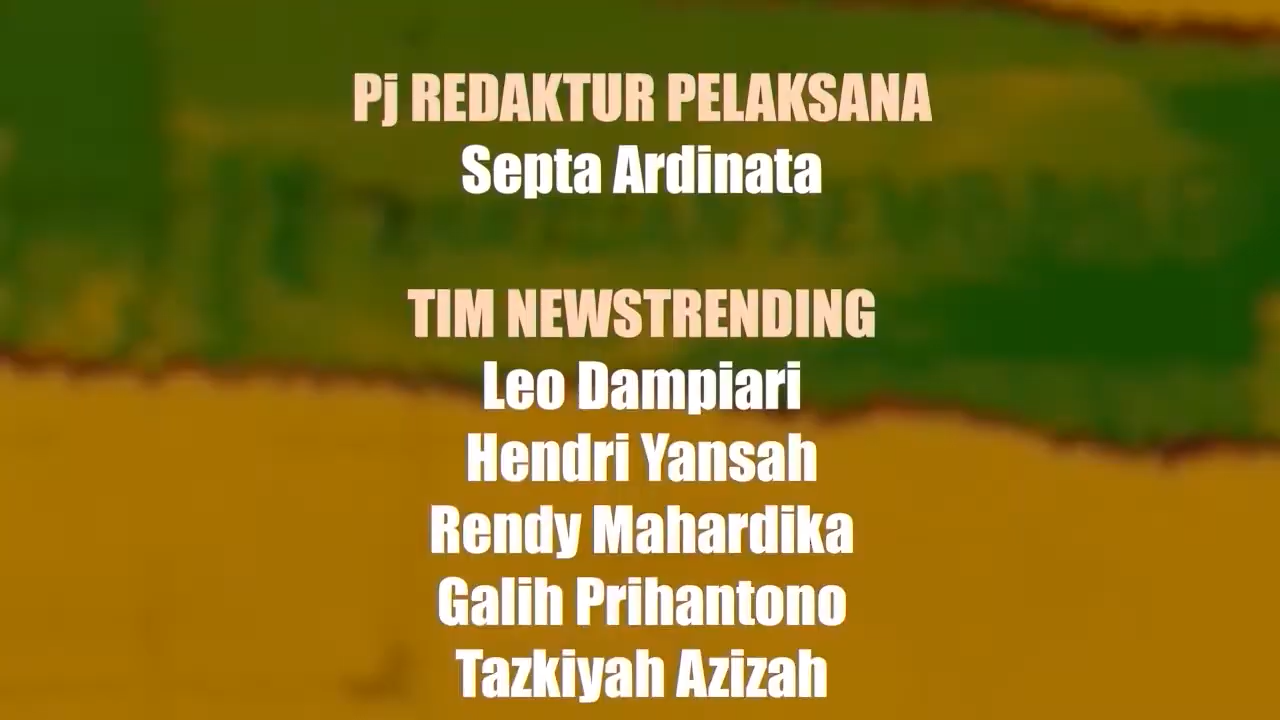 Pj REDAKTUR PELAKSANA
Septa Ardinata
TIM NEWSTRENDING
Leo Dampiari
Hendri Yansah
Rendy Mahardika
Galih Prihantono
Tazkiyah Azizah